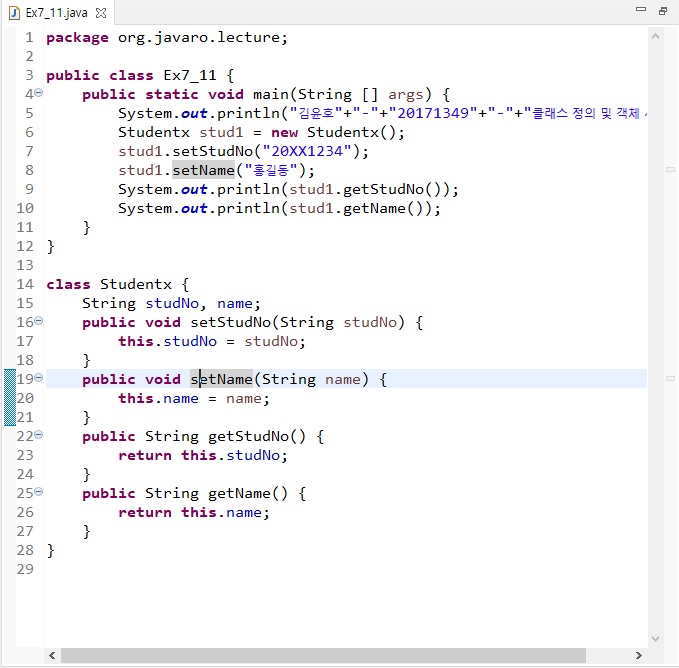 Ex7_11.java
1 package org.javaro.lecture;
2
3 public class Ex7_11 {
4 public static void main(String [] args) {
5 System.out.println("김윤호"+"-"+"20171349"+"-"+"클래스 정의 및 객체
6 Studentx stud1 = new Studentx();
7 stud1.setStudNo("20XX1234");
8 stud1.setName("홍길동");
9 System.out.println(stud1.getStudNo());
10 System.out.println(stud1.getName());
11 }
12 }
13
14 class Studentx {
15 String studNo, name;
16 public void setStudNo(String studNo) {
17 this.studNo = studNo;
18 }
19 public void setName(String name) {
20 this.name = name;
21 }
22 public String getStudNo() {
23 return this.studNo;
24 }
25 public String getName() {
26 return this.name;
27 }
28 }
29